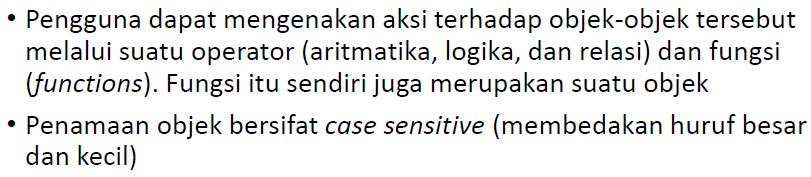 • Pengguna dapat mengenakan aksi terhadap objek-objek tersebut
melalui suatu operator (aritmatika, logika, dan relasi) dan fungsi
(functions). Fungsi itu sendiri juga merupakan suatu objek
• Penamaan objek bersifat case sensitive (membedakan huruf besar
dan kecil)